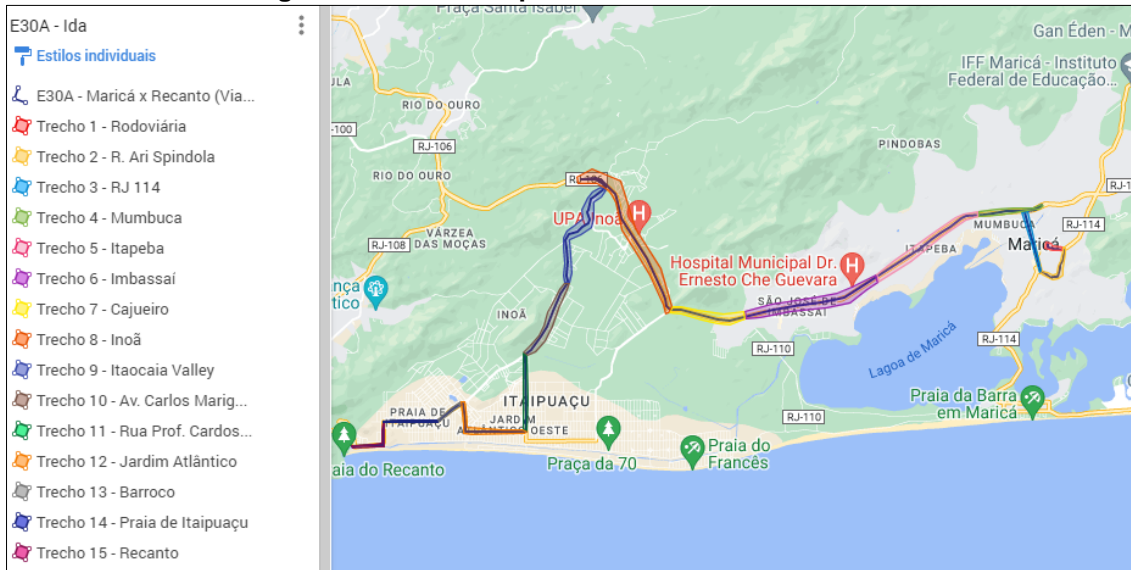 E30A - Ida
Estilos individuais
E30A - Maricá x Recanto (Via...
Trecho 1 - Rodoviária
Trecho 2 - R. Ari Spindola
Trecho 3 - RJ 114
Trecho 4 - Mumbuca
Trecho 5 - Itapeba
Trecho 6 - Imbassaí
Trecho 7 - Cajueiro
Trecho 8 - Inoã
Trecho 9 - Itaocaia Valley
Trecho 10 - Av. Carlos Marig...
Trecho 11 - Rua Prof. Cardos...
Trecho 12 - Jardim Atlântico
Trecho 13 - Barroco
Trecho 14 - Praia de Itaipuaçu
Trecho 15 - Recanto
Gan Éden - M
IFF Maricá - Instituto
Federal de Educação...
ULA
RIO DO OURO
-100
RJ-106
PINDOBAS
RIO DO OURO
RJ-1
UPA Inoã
VÁRZEA
DAS MOÇAS
RJ-108
MUMBUCA
RJ-114
Maricá
ITAPEBA
Hospital Municipal Dr.
Ernesto Che Guevara
ança
tico
SÃO JOSÉ DE
IMBASSAÍ
INOÃ
RJ-110
Lagoa de Maricá
RJ-114
Praia da Barra
em Maricá
ITAIPUAÇU
PRAIA DE
ITAIPUAÇU
JARDIM
ATLÂNTICO OESTE
RJ-110
aia do Recanto
Praça da 70
Praia do
Francês